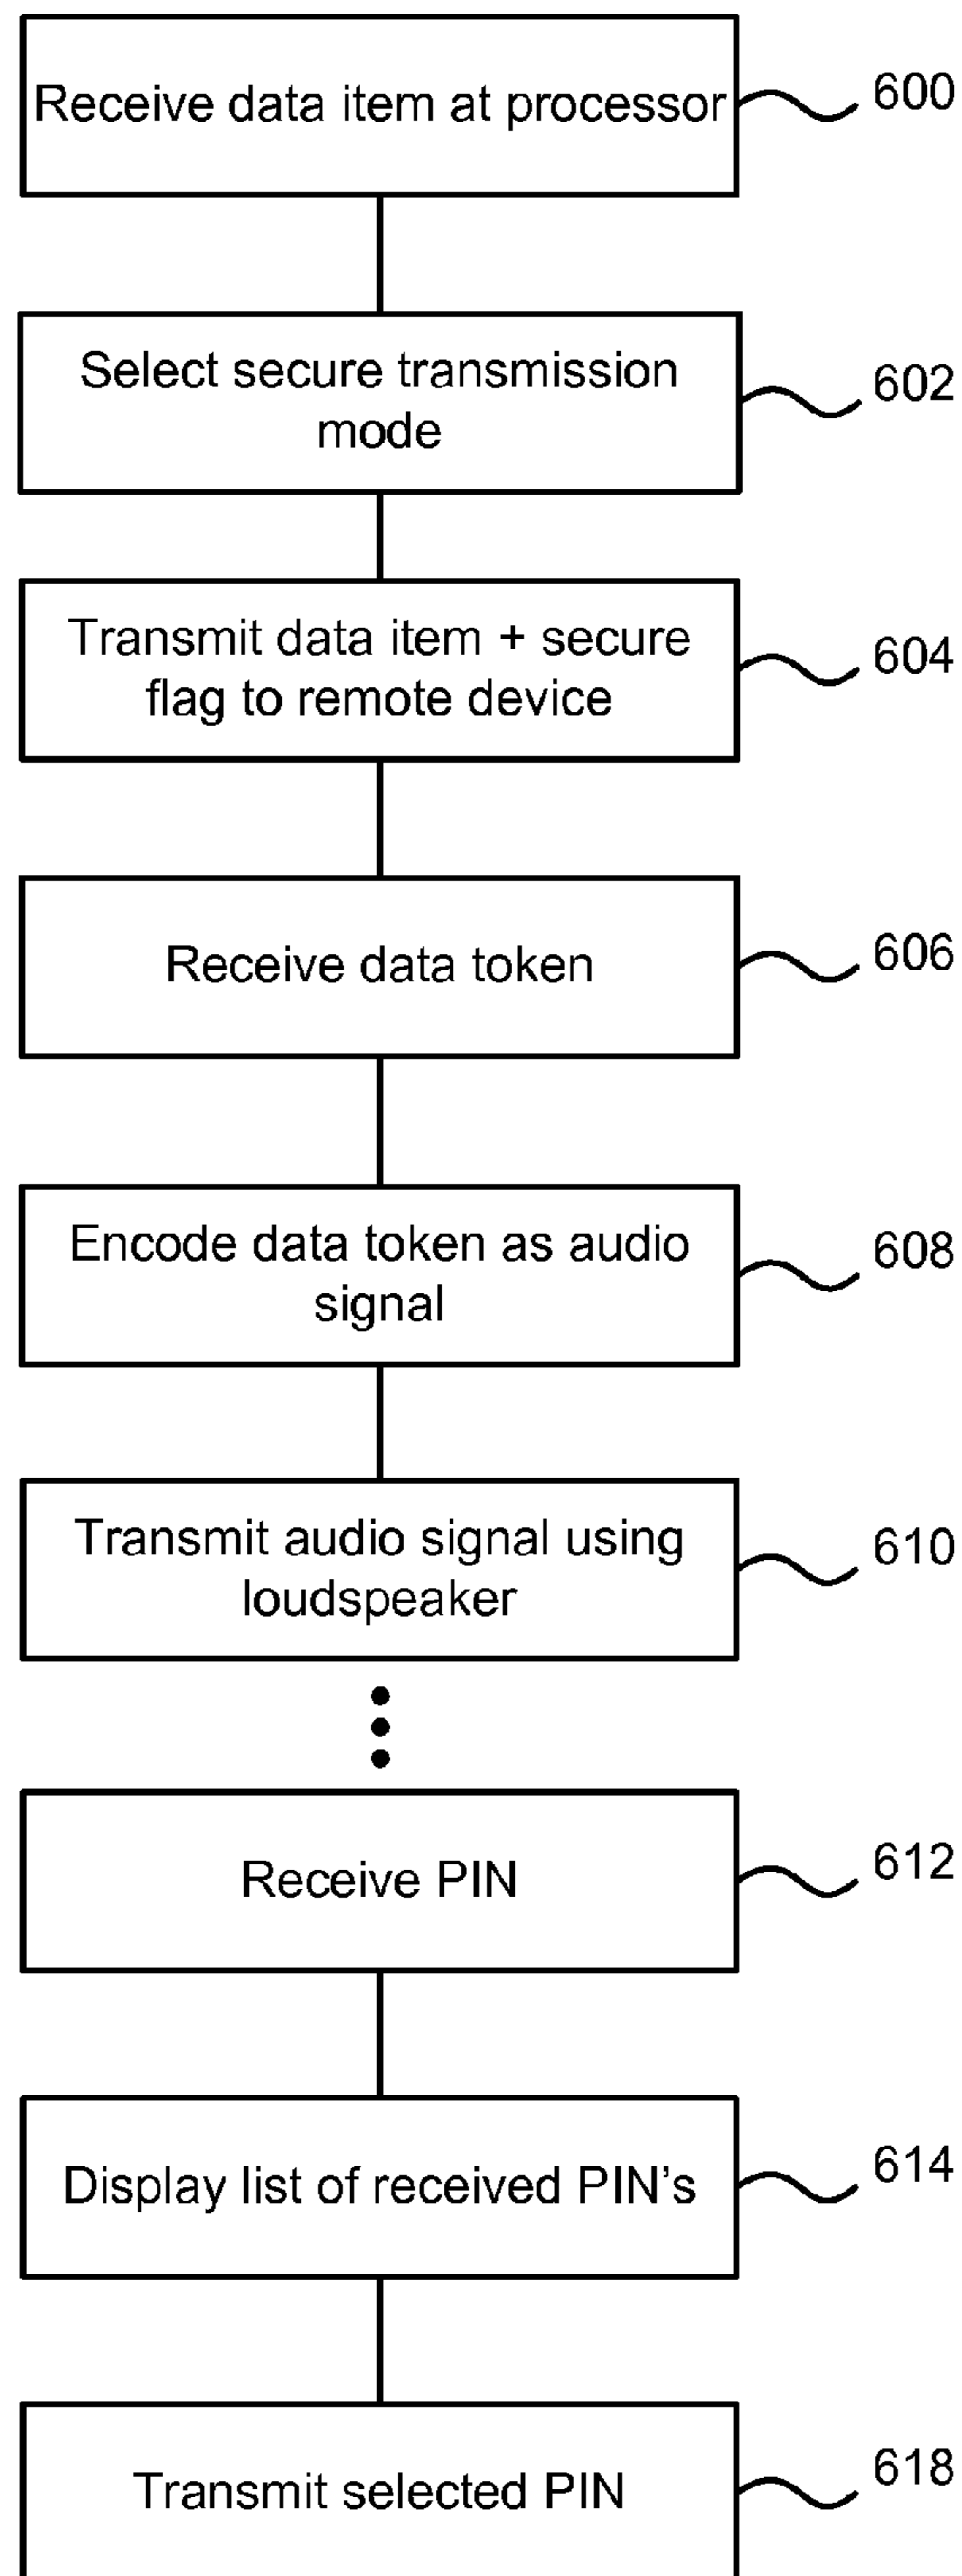 Receive data item at processor
600
Select secure transmission
mode
602
Transmit data item + secure
flag to remote device
604
Receive data token
606
Encode data token as audio
signal
608
Transmit audio signal using
loudspeaker
610
Receive PIN
612
Display list of received PIN's
614
Transmit selected PIN
618